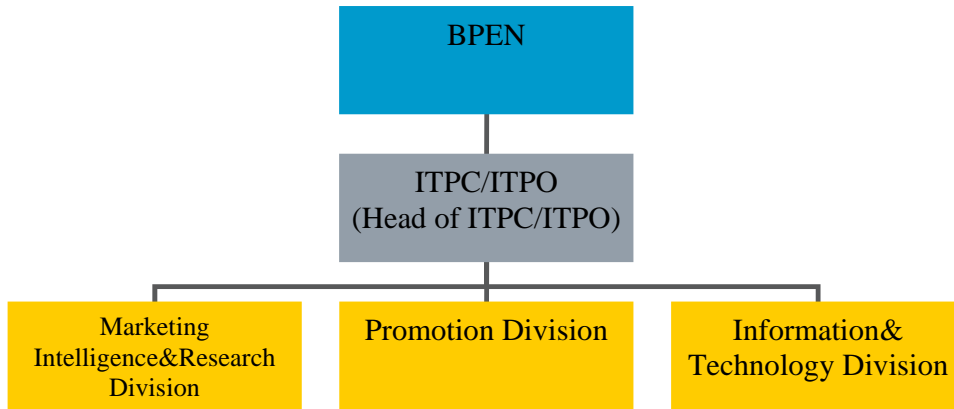 BPEN
ITPC/ITPO
(Head of ITPC/ITPO)
Marketing
Intelligence&Research
Division
Promotion Division
Information&
Technology Division